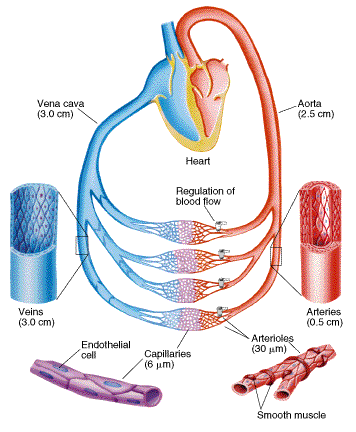 Vena cava
(3.0 cm)
Aorta
(2.5 cm)
Heart
Regulation of
blood flow
Veins
(3.0 cm)
Arteries
(0.5 cm)
Endothelial
cell
Capillaries
(6 µm)
Arterioles
(30 µm)
Smooth muscle